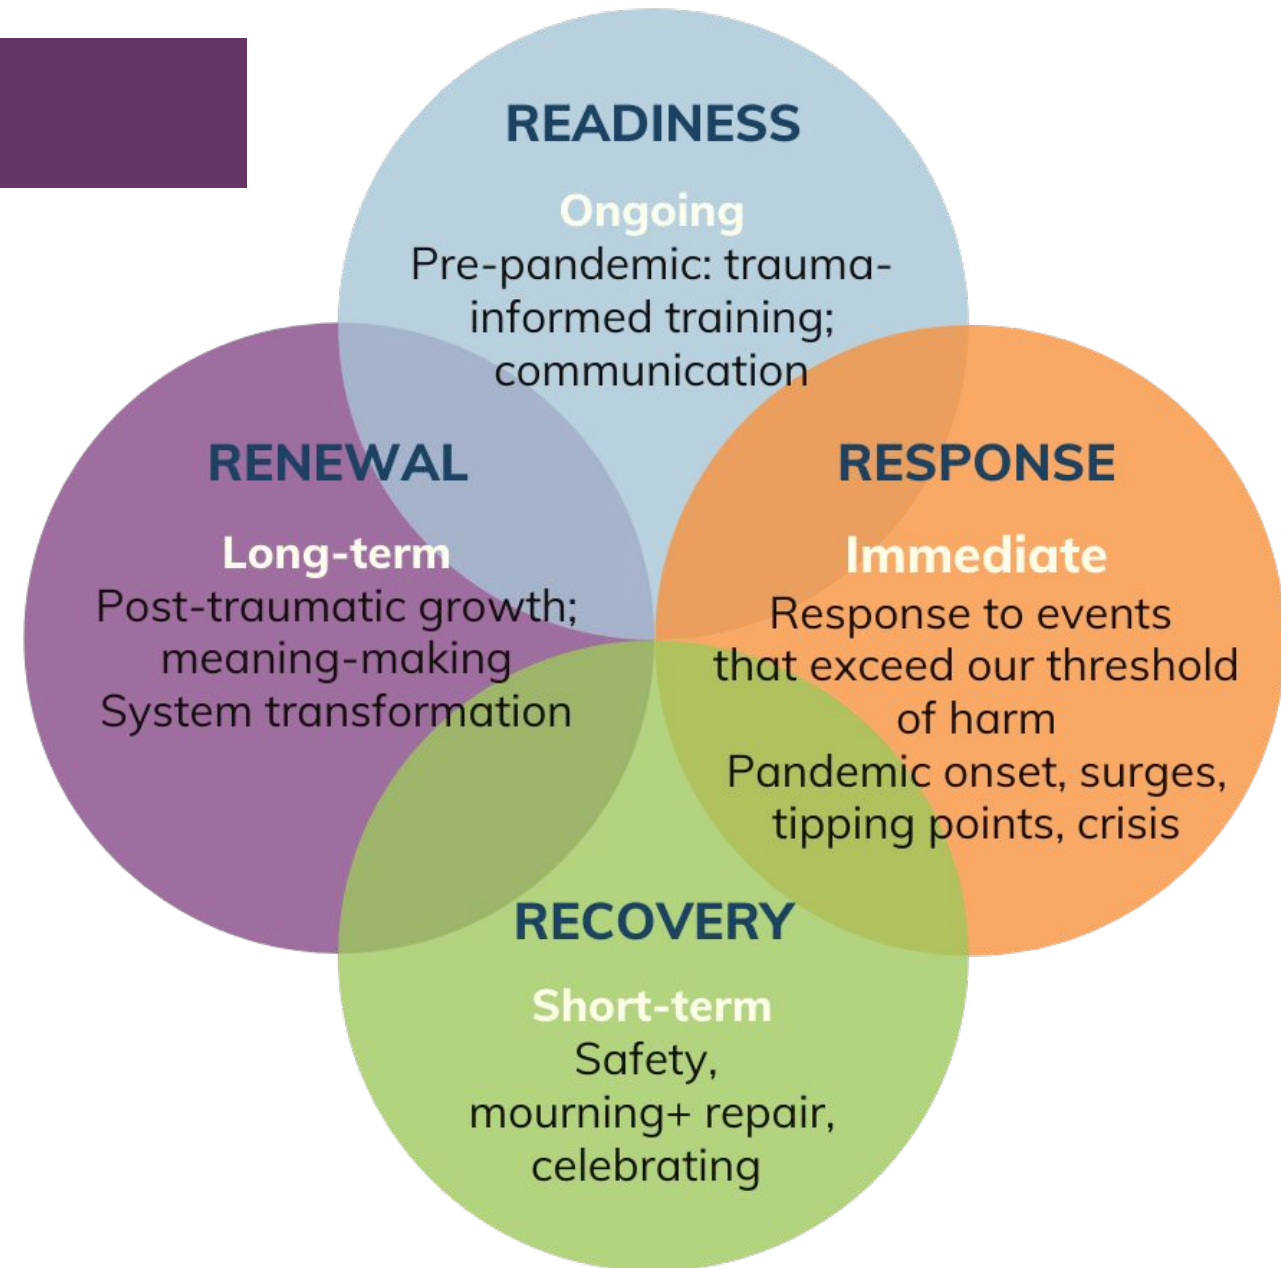 READINESS
Ongoing
Pre-pandemic: trauma-
informed training;
communication
RENEWAL
Long-term
Post-traumatic growth;
meaning-making
System transformation
RESPONSE
Immediate
Response to events
that exceed our threshold
of harm
Pandemic onset, surges,
tipping points, crisis
RECOVERY
Short-term
Safety,
mourning+ repair,
celebrating